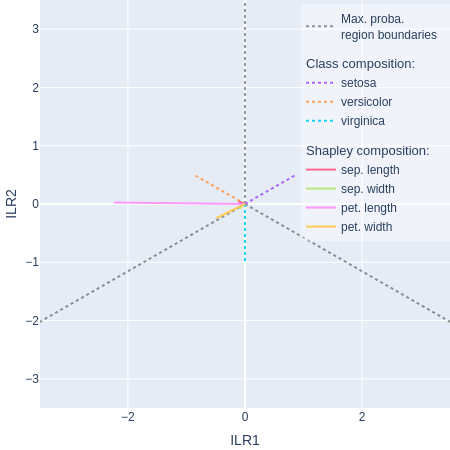 3
2
1
0
−1
−2
−3
−2
0
2
ILR1
ILR2
Max. proba.
region boundaries
Class composition:
setosa
versicolor
virginica
Shapley composition:
sep. length
sep. width
pet. length
pet. width